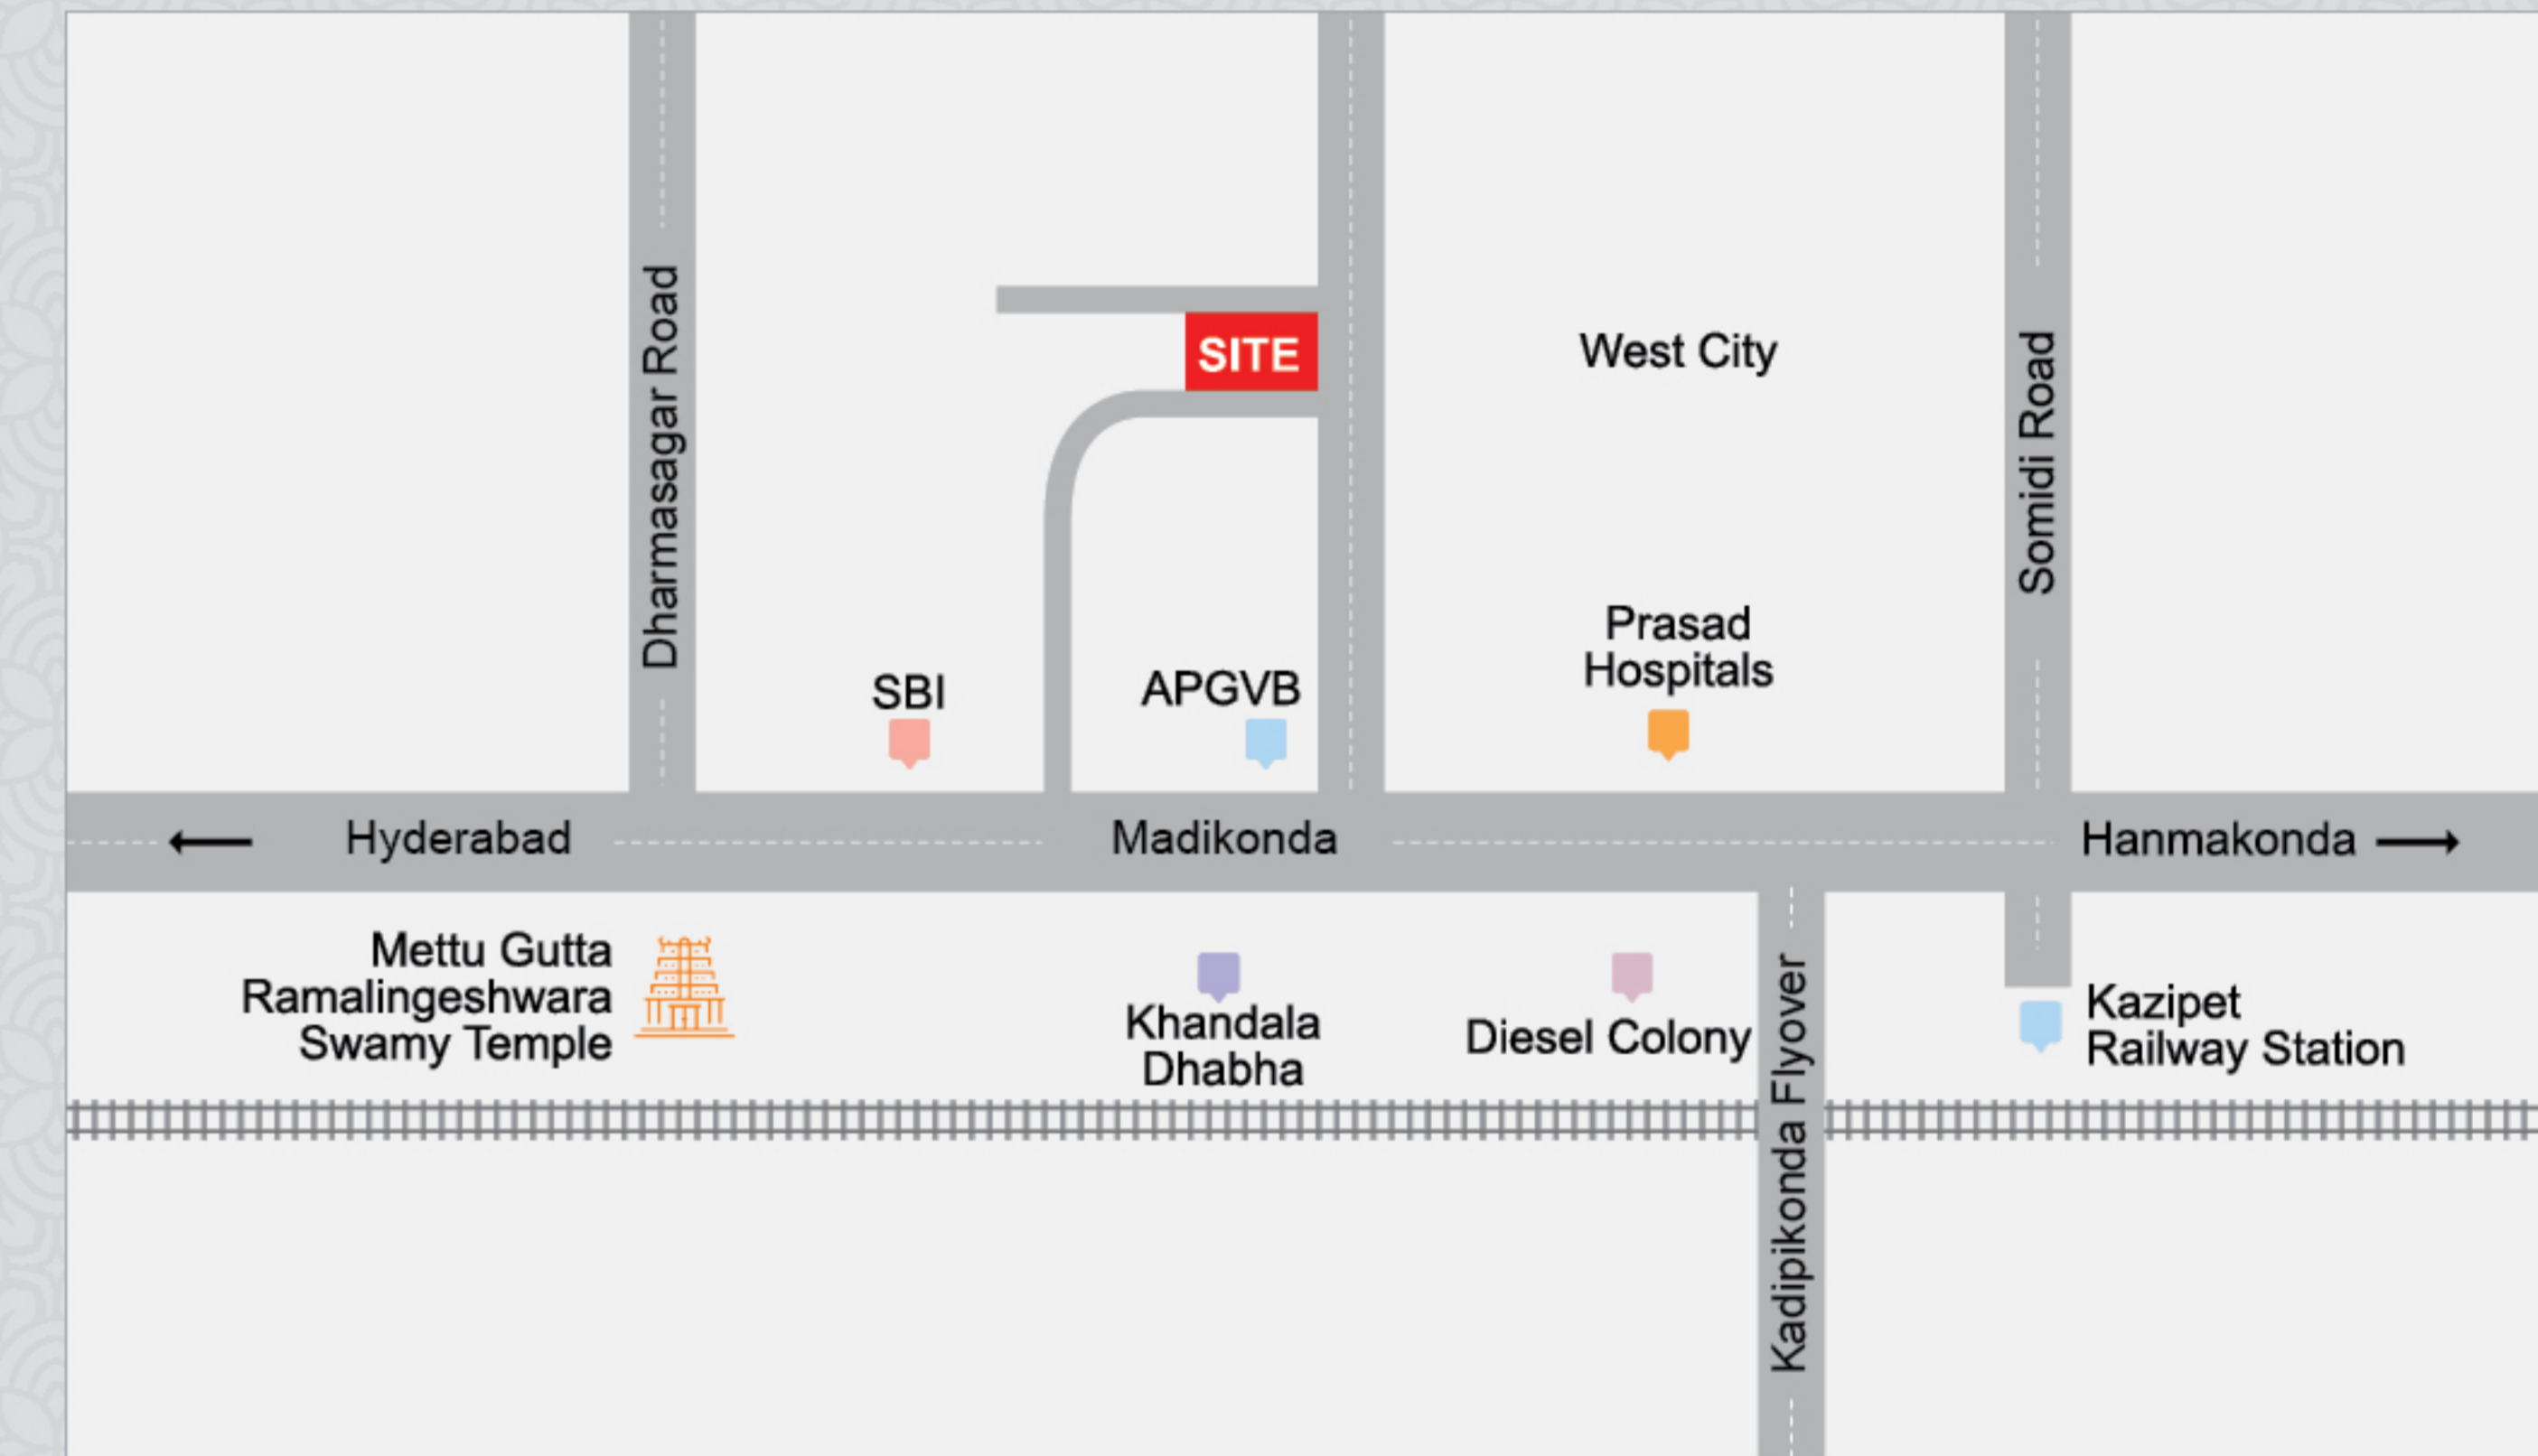 Dharmasagar Road
SITE
West City
Somidi Road
SBI
APGVB
Prasad
Hospitals
Hyderabad
Madikonda
Hanmakonda
Mettu Gutta
Ramalingeshwara
Swamy Temple
Khandala
Dhabha
Diesel Colony
Kadipikonda Flyover
Kazipet
Railway Station